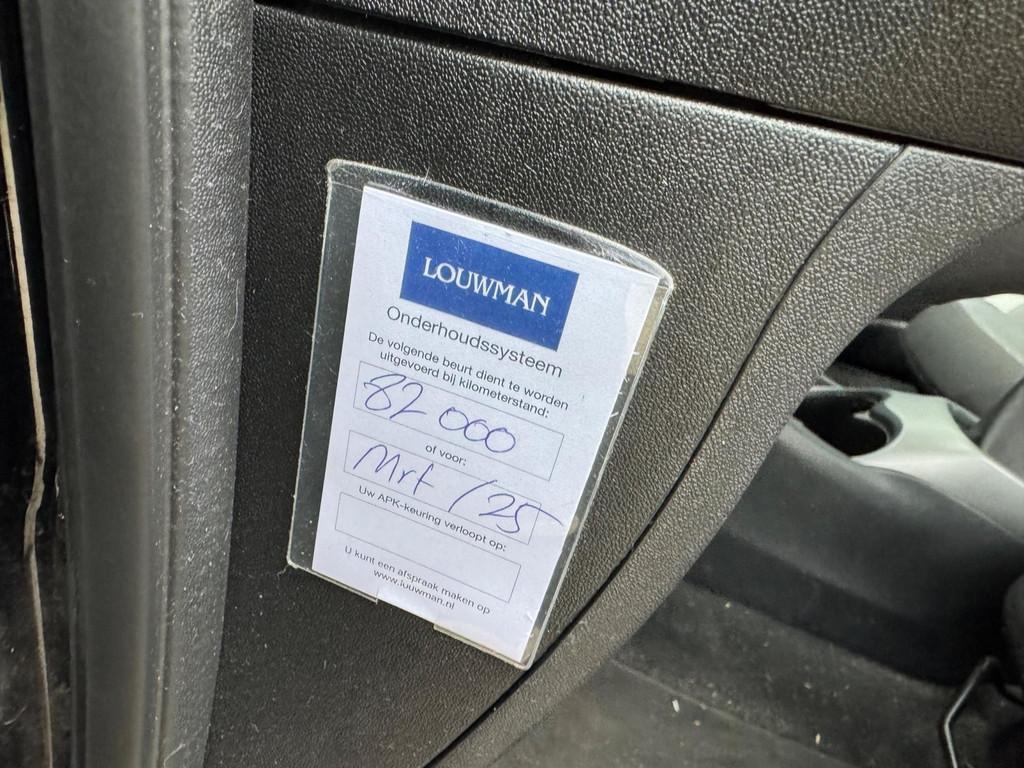 LOUWMAN
Onderhoudssysteem
De volgende beurt dient te worden
uitgevoerd bij kilometerstand:
82 000
of voor:
Mrt /25
Uw APK-keuring verloopt op:
U kunt een afspraak maken op
www.louwman.nl